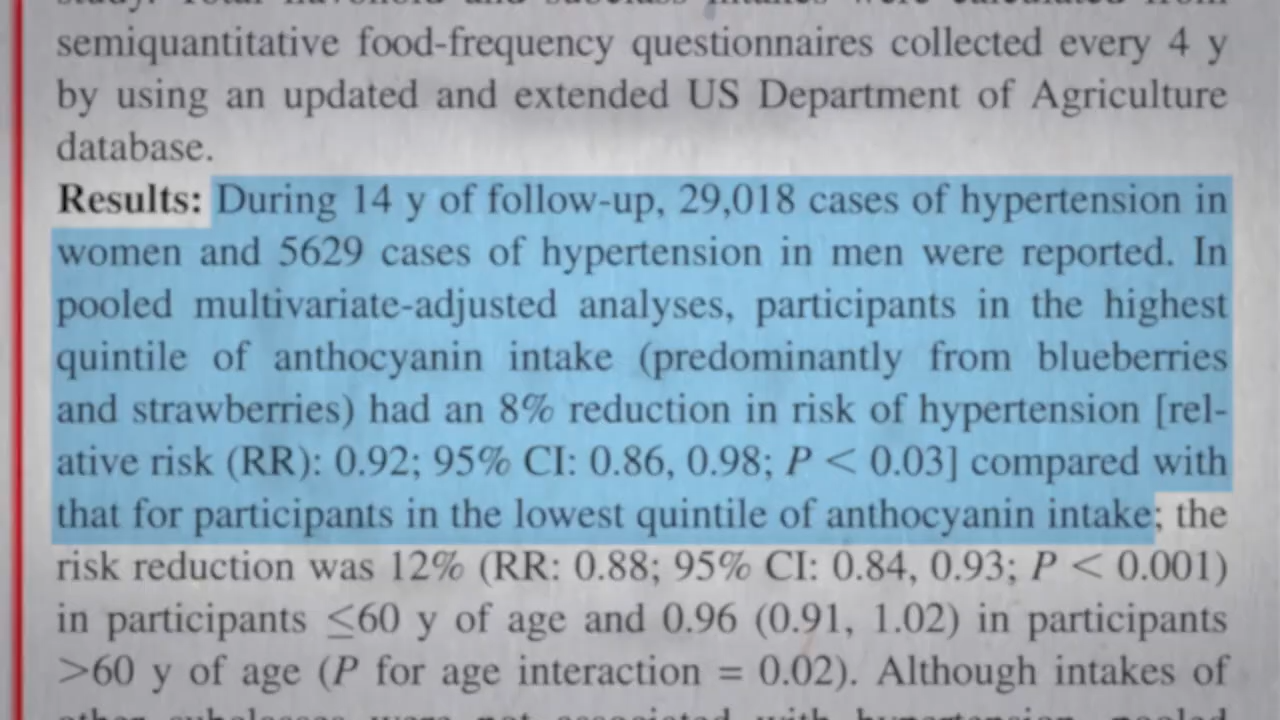 semiquantitative food-frequency questionnaires collected every 4 y
by using an updated and extended US Department of Agriculture
database.
Results: During 14 y of follow-up, 29,018 cases of hypertension in
women and 5629 cases of hypertension in men were reported. In
pooled multivariate-adjusted analyses, participants in the highest
quintile of anthocyanin intake (predominantly from blueberries
and strawberries) had an 8% reduction in risk of hypertension [rel-
ative risk (RR): 0.92; 95% CI: 0.86, 0.98; P < 0.03] compared with
that for participants in the lowest quintile of anthocyanin intake; the
risk reduction was 12% (RR: 0.88; 95% CI: 0.84, 0.93; P < 0.001)
in participants ≤60 y of age and 0.96 (0.91, 1.02) in participants
>60 y of age (P for age interaction = 0.02). Although intakes of